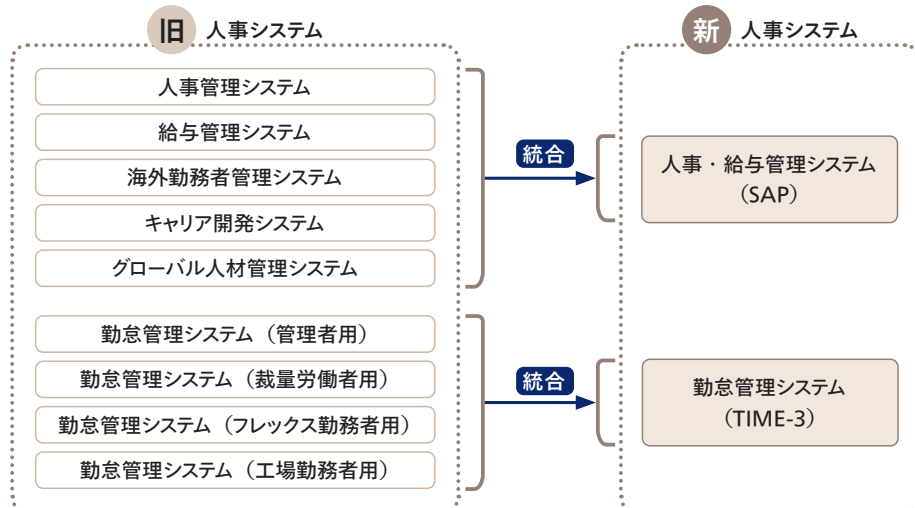 旧 人事システム
人事管理システム
給与管理システム
海外勤務者管理システム
キャリア開発システム
グローバル人材管理システム
勤怠管理システム（管理者用）
勤怠管理システム（裁量労働者用）
勤怠管理システム（フレックス勤務者用）
勤怠管理システム（工場勤務者用）
統合
統合
新 人事システム
人事・給与管理システム
（SAP）
勤怠管理システム
（TIME-3）